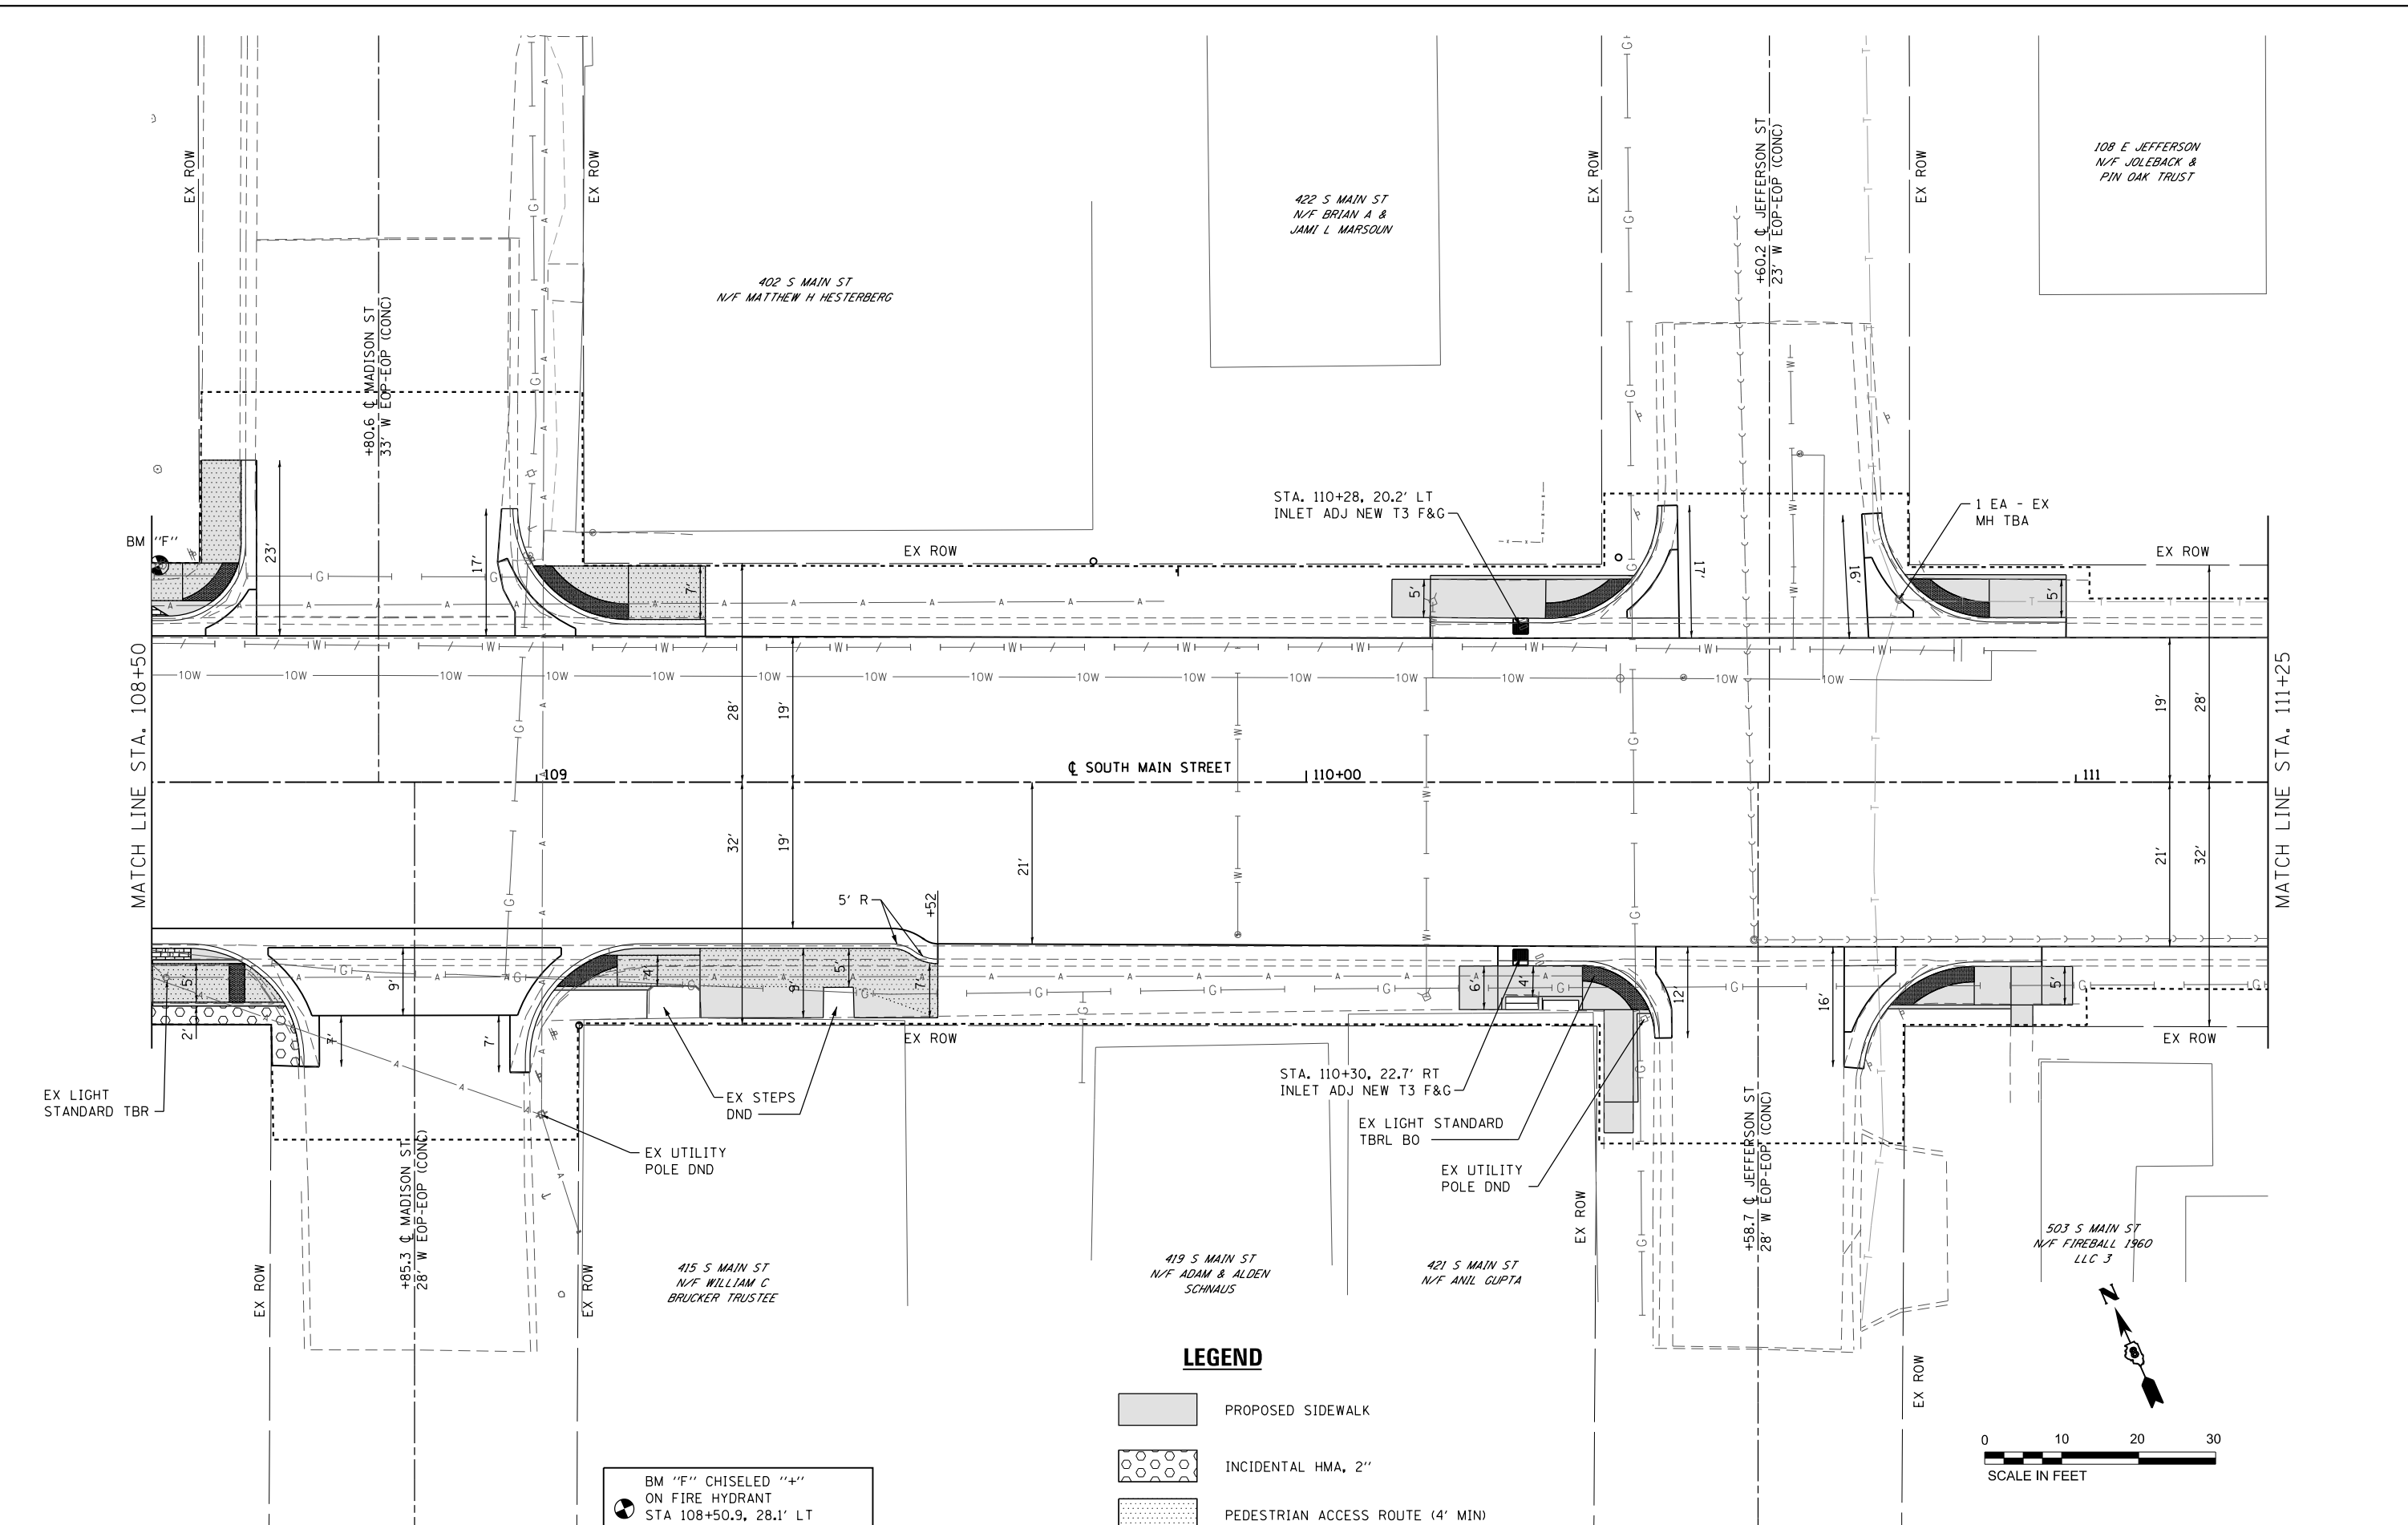 EX ROW
EX ROW
+80.6 ℄ MADISON ST
33' W EOP-EOP (CONC)
402 S MAIN ST
N/F MATTHEW H HESTERBERG
422 S MAIN ST
N/F BRIAN A &
JAMI L MARSOUN
EX ROW
+60.2 ℄ JEFFERSON ST
23' W EOP-EOP (CONC)
EX ROW
108 E JEFFERSON
N/F JOLEBACK &
PIN OAK TRUST
BM "F"
23'
17'
7'
EX ROW
STA. 110+28, 20.2' LT
INLET ADJ NEW T3 F&G
5'
17'
16'
1 EA - EX
MH TBA
5'
EX ROW
MATCH LINE STA. 108+50
28'
19'
109
℄ SOUTH MAIN STREET
110+00
111
19'
28'
MATCH LINE STA. 111+25
32'
19'
21'
21'
32'
5' R
+52
5'
2'
9'
7'
7'
4'
9'
5'
7'
6'
4'
12'
16'
5'
EX ROW
EX ROW
EX LIGHT
STANDARD TBR
EX STEPS
DND
EX UTILITY
POLE DND
STA. 110+30, 22.7' RT
INLET ADJ NEW T3 F&G
EX LIGHT STANDARD
TBRL BO
EX UTILITY
POLE DND
EX ROW
+85.3 ℄ MADISON ST
28' W EOP-EOP (CONC)
EX ROW
415 S MAIN ST
N/F WILLIAM C
BRUCKER TRUSTEE
419 S MAIN ST
N/F ADAM & ALDEN
SCHNAUS
421 S MAIN ST
N/F ANIL GUPTA
EX ROW
+58.7 ℄ JEFFERSON ST
28' W EOP-EOP (CONC)
EX ROW
503 S MAIN ST
N/F FIREBALL 1960
LLC 3
N
LEGEND
PROPOSED SIDEWALK
INCIDENTAL HMA, 2"
PEDESTRIAN ACCESS ROUTE (4' MIN)
BM "F" CHISELED "+"
ON FIRE HYDRANT
STA 108+50.9, 28.1' LT
0 10 20 30
SCALE IN FEET